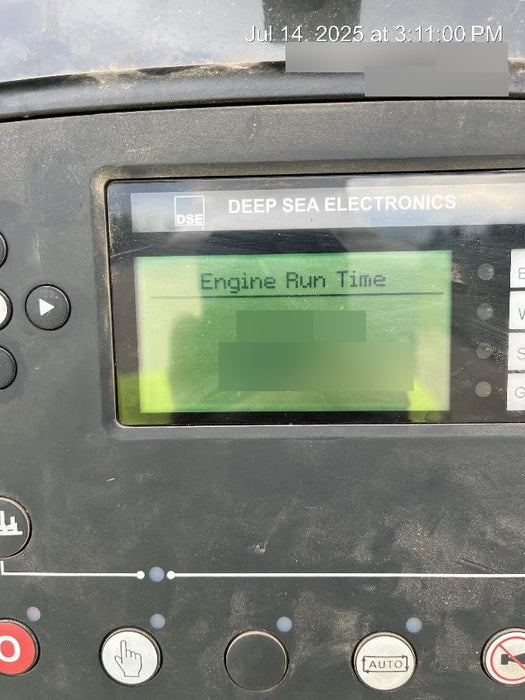 Jul 14, 2025 at 3:11:00 PM
DSE
DEEP SEA ELECTRONICS
Engine Run Time
E
W
S
G
O
AUTO